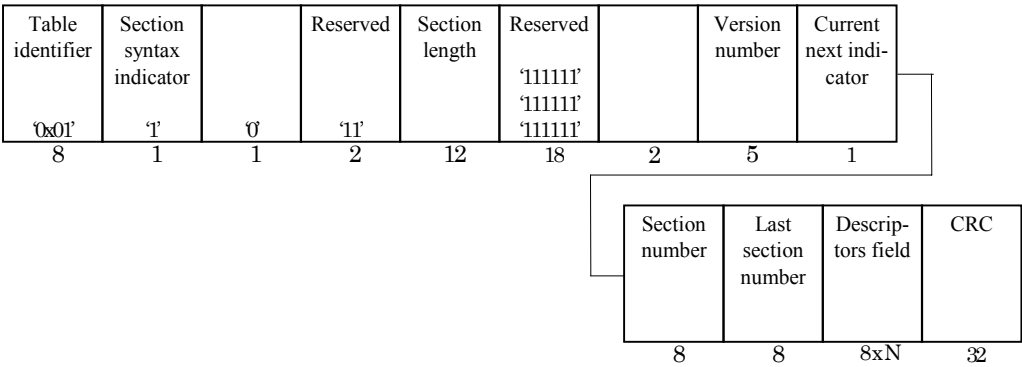 Table identifier
'0x01'
8
Section syntax indicator
'1'
1
'0'
1
Reserved
'11'
2
Section length
12
Reserved
'111111'
'111111'
'111111'
18
2
Version number
5
Current next indi-
cator
1
Section number
8
Last section number
8
Descrip-
tors field
8xN
CRC
32